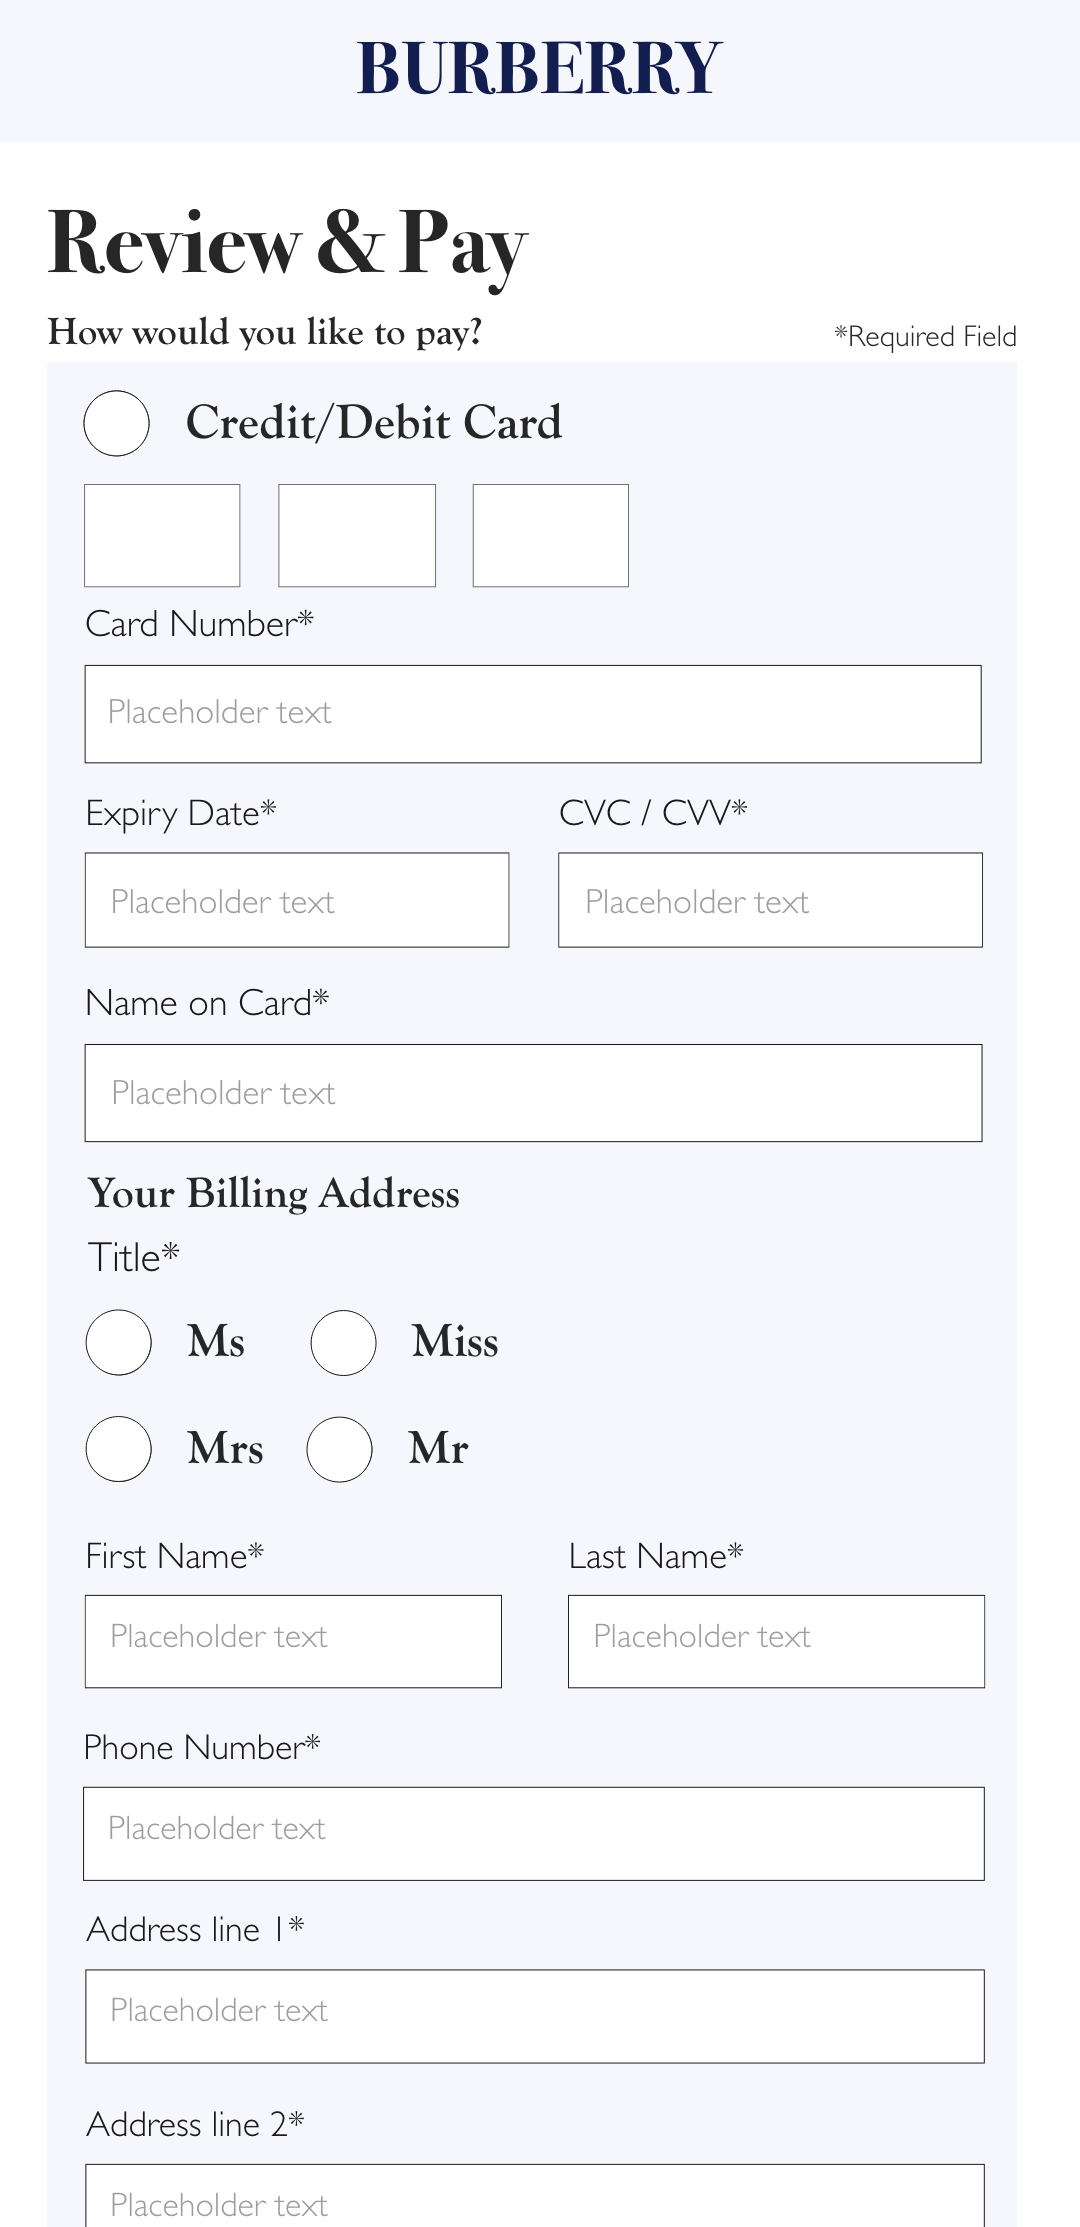 BURBERRY
Review & Pay
How would you like to pay?
*Required Field
Credit/Debit Card
Card Number*
Placeholder text
Expiry Date* CVC / CVV*
Placeholder text Placeholder text
Name on Card*
Placeholder text
Your Billing Address
Title*
Ms Miss
Mrs Mr
First Name* Last Name*
Placeholder text Placeholder text
Phone Number*
Placeholder text
Address line 1*
Placeholder text
Address line 2*
Placeholder text